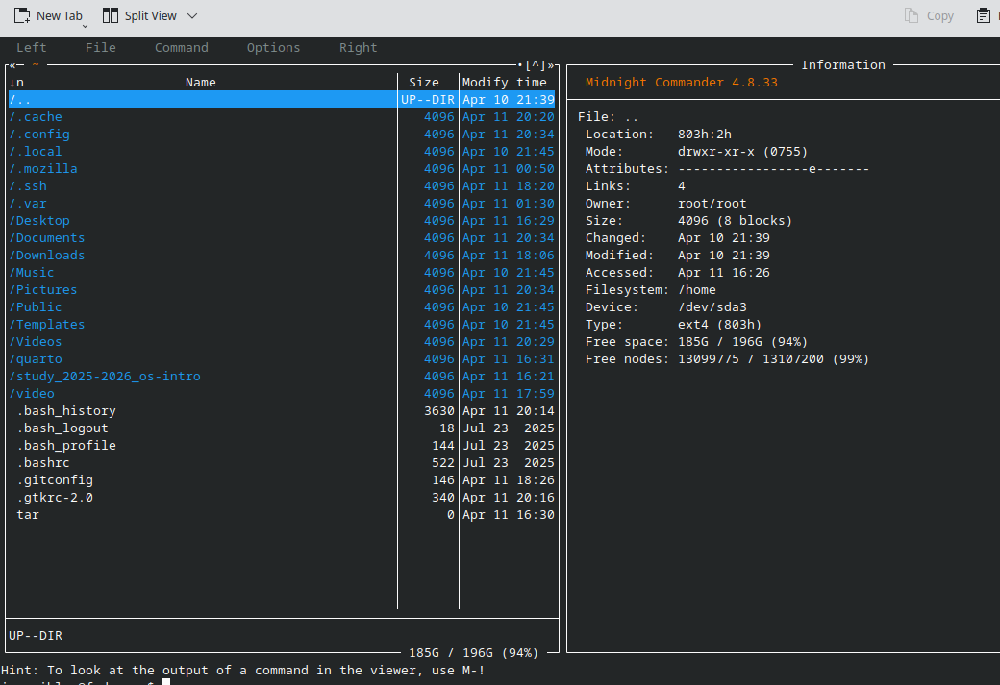 New Tab Split View Copy
Left File Command Options Right
«─ ~ •[^]» Information
↓n Name Size Modify time Midnight Commander 4.8.33
/.. UP--DIR Apr 10 21:39
/.cache 4096 Apr 11 20:20 File: ..
/.config 4096 Apr 11 20:34 Location: 803h:2h
/.local 4096 Apr 10 21:45 Mode: drwxr-xr-x (0755)
/.mozilla 4096 Apr 11 00:50 Attributes: -----------------e-------
/.ssh 4096 Apr 11 18:20 Links: 4
/.var 4096 Apr 11 01:30 Owner: root/root
/Desktop 4096 Apr 11 16:29 Size: 4096 (8 blocks)
/Documents 4096 Apr 11 20:34 Changed: Apr 10 21:39
/Downloads 4096 Apr 11 18:06 Modified: Apr 10 21:39
/Music 4096 Apr 10 21:45 Accessed: Apr 11 16:26
/Pictures 4096 Apr 11 20:34 Filesystem: /home
/Public 4096 Apr 10 21:45 Device: /dev/sda3
/Templates 4096 Apr 10 21:45 Type: ext4 (803h)
/Videos 4096 Apr 11 20:29 Free space: 185G / 196G (94%)
/quarto 4096 Apr 11 16:31 Free nodes: 13099775 / 13107200 (99%)
/study_2025-2026_os-intro 4096 Apr 11 16:21
/video 4096 Apr 11 17:59
.bash_history 3630 Apr 11 20:14
.bash_logout 18 Jul 23 2025
.bash_profile 144 Jul 23 2025
.bashrc 522 Jul 23 2025
.gitconfig 146 Apr 11 18:26
.gtkrc-2.0 340 Apr 11 20:16
tar 0 Apr 11 16:30
UP--DIR
185G / 196G (94%)
Hint: To look at the output of a command in the viewer, use M-!